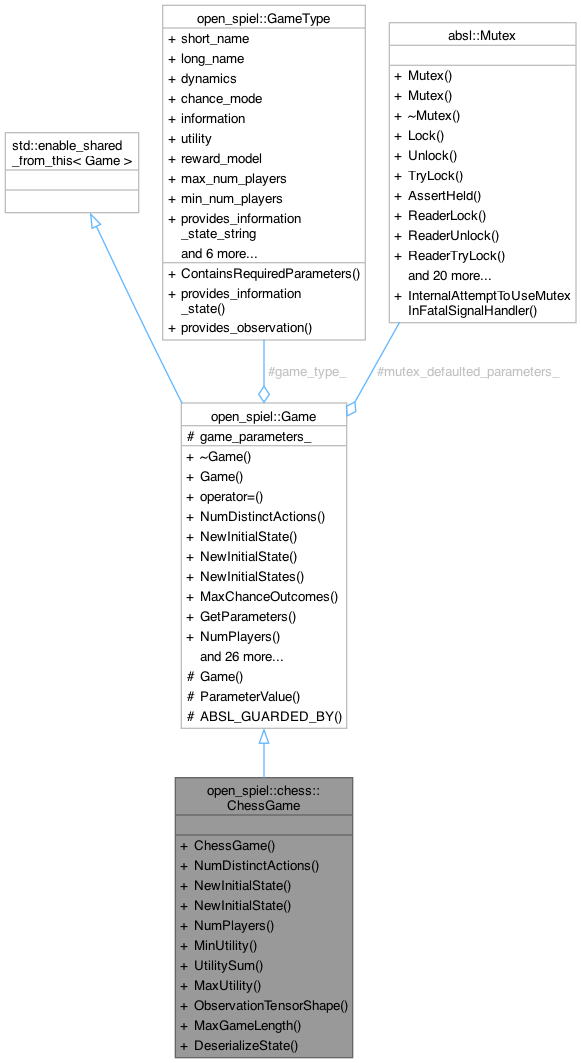 open_spiel::GameType
+ short_name
+ long_name
+ dynamics
+ chance_mode
+ information
+ utility
+ reward_model
+ max_num_players
+ min_num_players
+ provides_information
_state_string
and 6 more...
+ ContainsRequiredParameters()
+ provides_information
_state()
+ provides_observation()
absl::Mutex
+ Mutex()
+ Mutex()
+ ~Mutex()
+ Lock()
+ Unlock()
+ TryLock()
+ AssertHeld()
+ ReaderLock()
+ ReaderUnlock()
+ ReaderTryLock()
and 20 more...
+ InternalAttemptToUseMutex
InFatalSignalHandler()
std::enable_shared
_from_this< Game >
#game_type_
#mutex_defaulted_parameters_
open_spiel::Game
# game_parameters_
+ ~Game()
+ Game()
+ operator=()
+ NumDistinctActions()
+ NewInitialState()
+ NewInitialState()
+ NewInitialStates()
+ MaxChanceOutcomes()
+ GetParameters()
+ NumPlayers()
and 26 more...
# Game()
# ParameterValue()
# ABSL_GUARDED_BY()
open_spiel::chess::
ChessGame
+ ChessGame()
+ NumDistinctActions()
+ NewInitialState()
+ NewInitialState()
+ NumPlayers()
+ MinUtility()
+ UtilitySum()
+ MaxUtility()
+ ObservationTensorShape()
+ MaxGameLength()
+ DeserializeState()